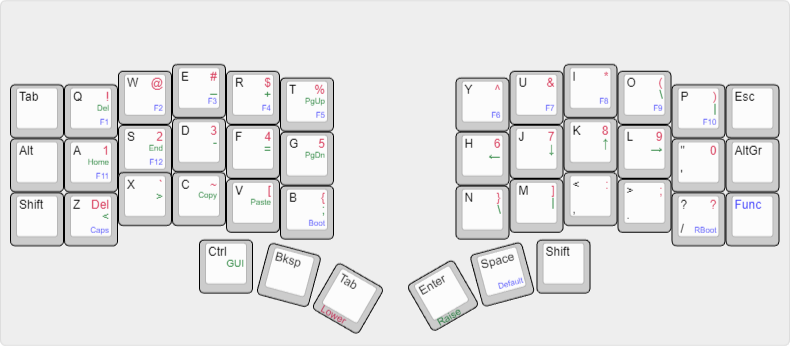 Tab
Q !
Del
F1
W @
F2
E #
_
F3
R $
+
F4
T %
PgUp
F5
Y ^
F6
U &
F7
I *
F8
O (
\
F9
P )
|
F10
Esc
Alt
A 1
Home
F11
S 2
End
F12
D 3
-
F 4
=
G 5
PgDn
H 6
←
J 7
↓
K 8
↑
L 9
→
" 0
'
AltGr
Shift
Z Del
<
Caps
X `
>
C ~
Copy
V [
Paste
B {
;
Boot
N }
\
M ]
|
< :
,
> ;
.
? ?
/ RBoot
Func
Ctrl
GUI
Bksp
Tab
Lower
Enter
Raise
Space
Default
Shift